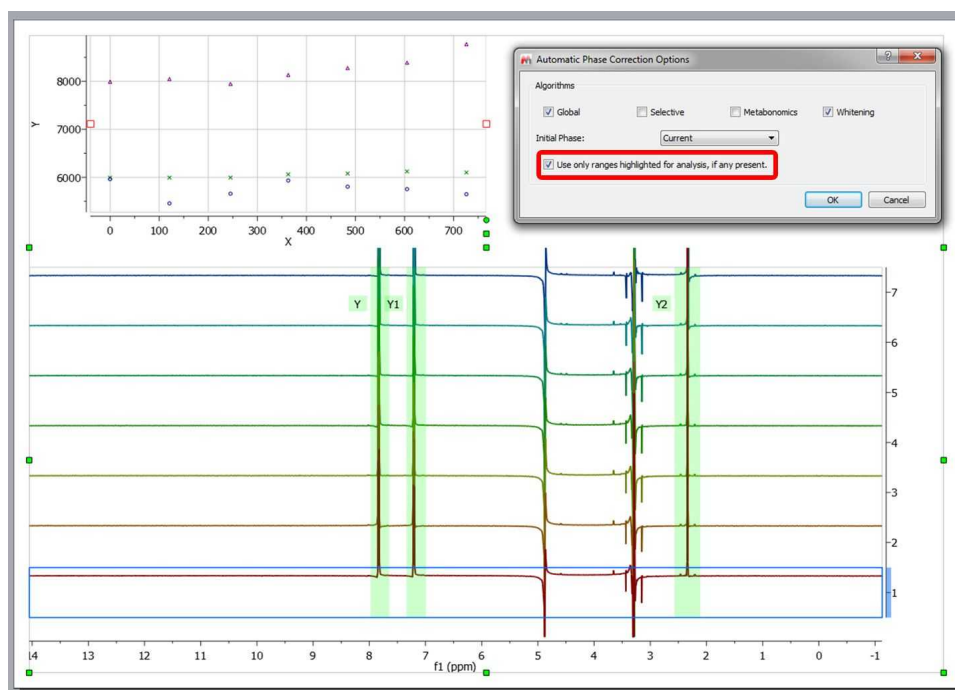 8000
7000
6000
Y
0 100 200 300 400 500 600 700
X
Automatic Phase Correction Options
Algorithms
Global Selective Metabonomics Whitening
Initial Phase: Current
Use only ranges highlighted for analysis, if any present.
OK Cancel
Y Y1 Y2
7
6
5
4
3
2
1
14 13 12 11 10 9 8 7 6 5 4 3 2 1 0 -1
f1 (ppm)